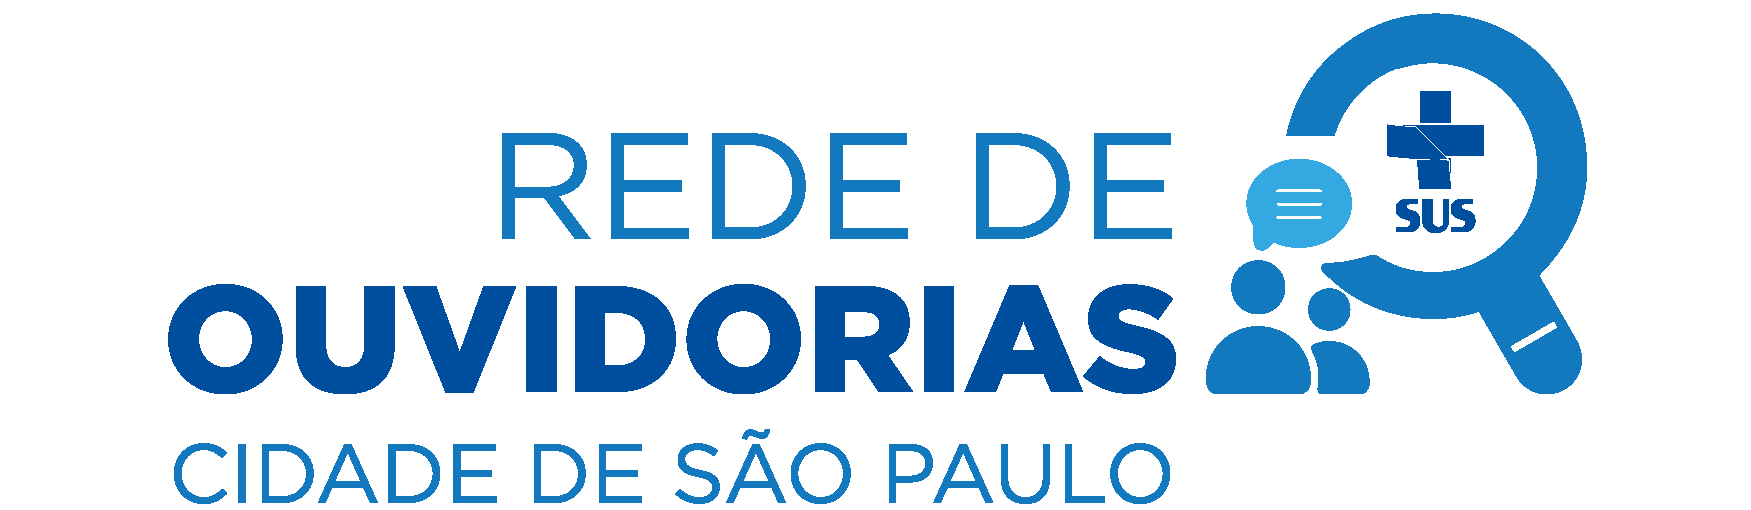 REDE DE
OUVIDORIAS
CIDADE DE SÃO PAULO
SUS